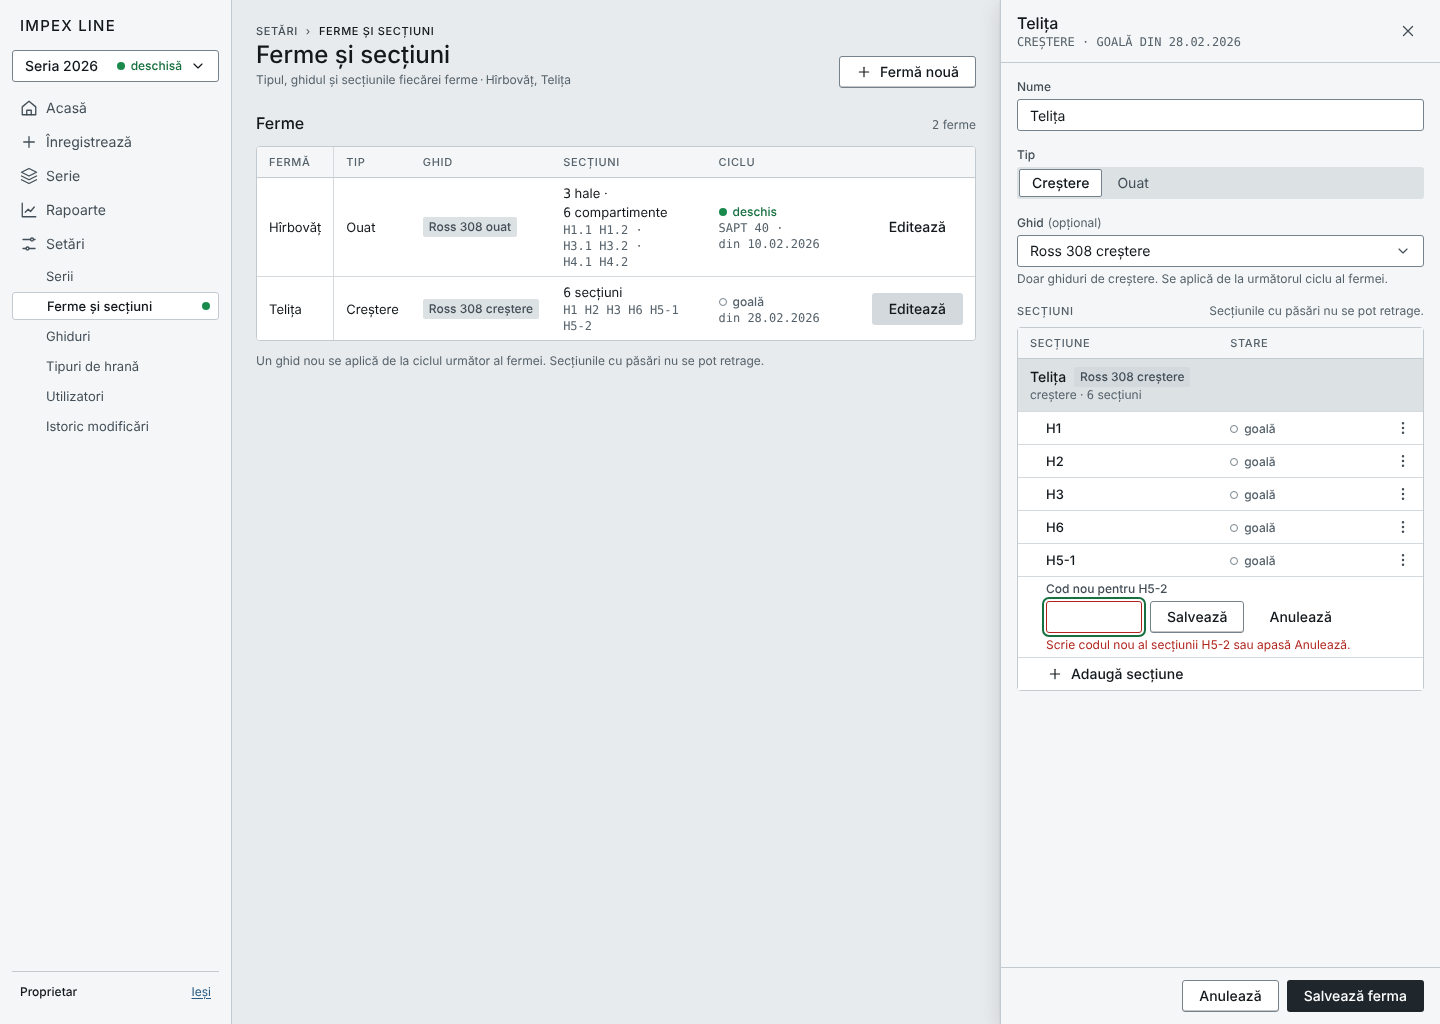 IMPEX LINE
Seria 2026 deschisă
Acasă
Înregistrează
Serie
Rapoarte
Setări
Serii
Ferme și secțiuni
Ghiduri
Tipuri de hrană
Utilizatori
Istoric modificări
Proprietar Ieși
SETĂRI › FERME ȘI SECȚIUNI
Ferme și secțiuni
Tipul, ghidul și secțiunile fiecărei ferme · Hîrbovăț, Telița
Fermă nouă
Ferme 2 ferme
FERMĂ TIP GHID SECȚIUNI CICLU
Hîrbovăț Ouat Ross 308 ouat
3 hale ·
6 compartimente
H1.1 H1.2 ·
H3.1 H3.2 ·
H4.1 H4.2
deschis
SAPT 40 ·
din 10.02.2026
Editează
Telița Creștere Ross 308 creștere
6 secțiuni
H1 H2 H3 H6 H5-1
H5-2
goală
din 28.02.2026
Editează
Un ghid nou se aplică de la ciclul următor al fermei. Secțiunile cu păsări nu se pot retrage.
Telița
CREȘTERE · GOALĂ DIN 28.02.2026
Nume
Telița
Tip
Creștere Ouat
Ghid (opțional)
Ross 308 creștere
Doar ghiduri de creștere. Se aplică de la următorul ciclu al fermei.
SECȚIUNI Secțiunile cu păsări nu se pot retrage.
SECȚIUNE STARE
Telița Ross 308 creștere
creștere · 6 secțiuni
H1 goală
H2 goală
H3 goală
H6 goală
H5-1 goală
Cod nou pentru H5-2
Salvează Anulează
Scrie codul nou al secțiunii H5-2 sau apasă Anulează.
Adaugă secțiune
Anulează Salvează ferma